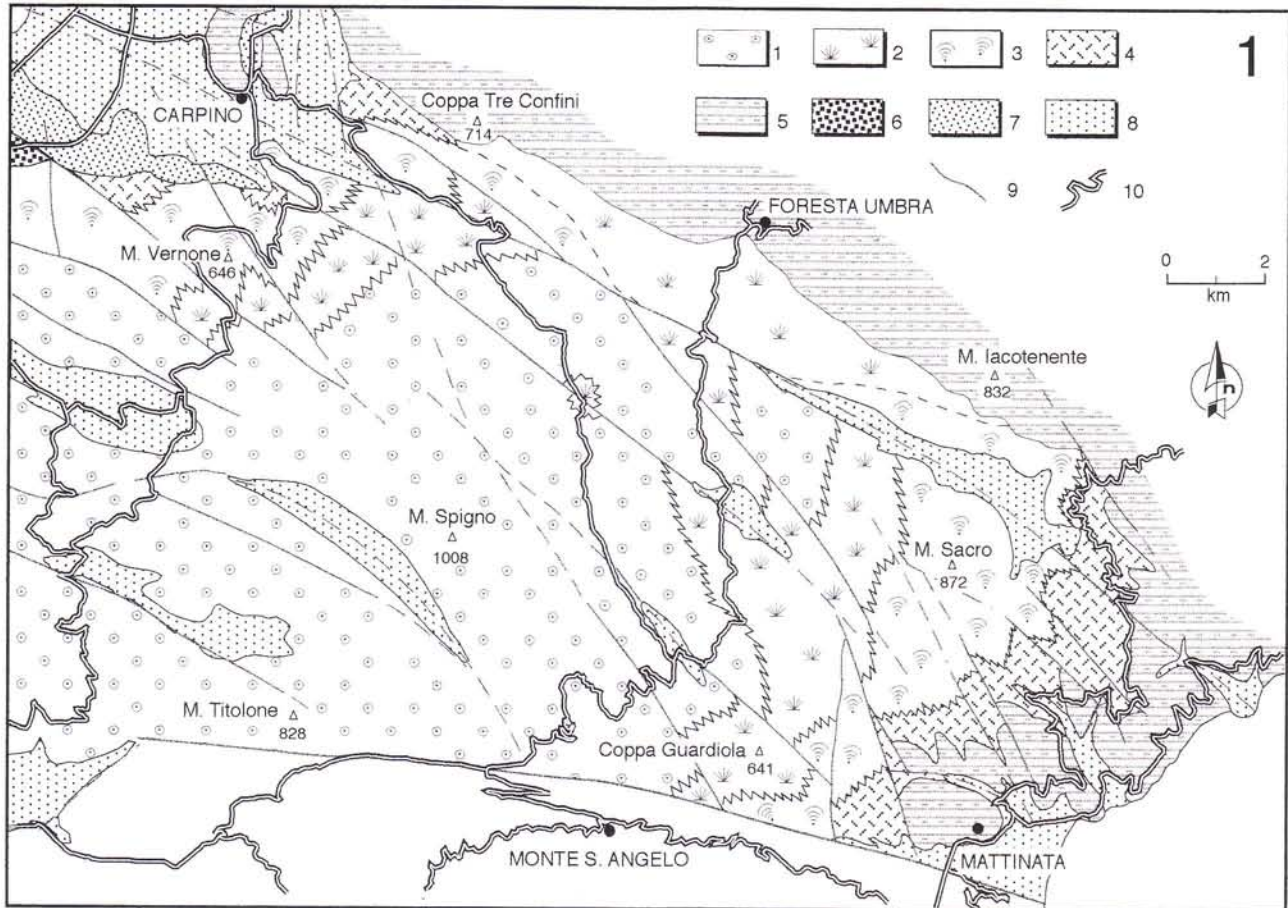 1
2
3
4
1
5
6
7
8
9
10
CARPINO
Coppa Tre Confini
714
FORESTA UMBRA
0 2
km
M. Vernone
646
M. Iacotenente
832
n
M. Spigno
1008
M. Sacro
872
M. Titolone
828
Coppa Guardiola
641
MONTE S. ANGELO
MATTINATA